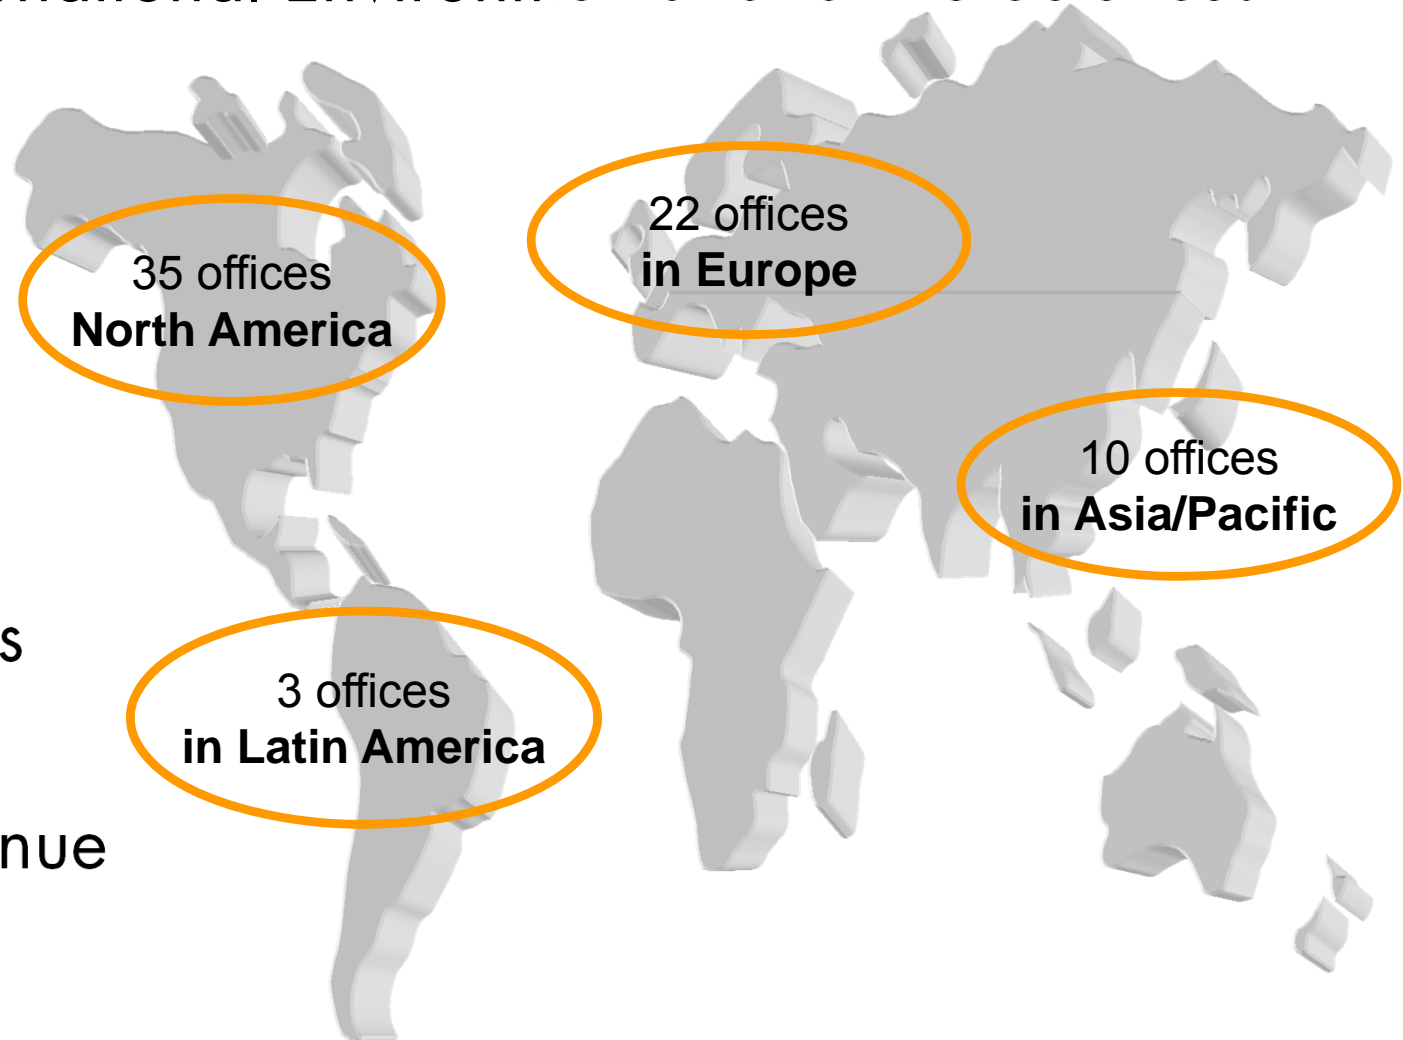 22 offices
in Europe
35 offices
North America
10 offices
in Asia/Pacific
s
3 offices
in Latin America
nue